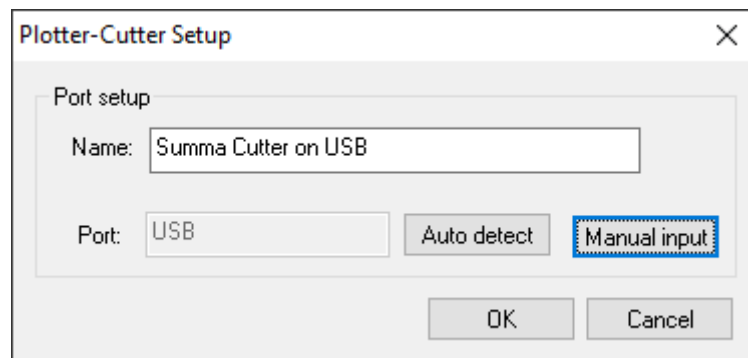 Plotter-Cutter Setup
Port setup
Name: Summa Cutter on USB
Port: USB Auto detect Manual input
OK Cancel